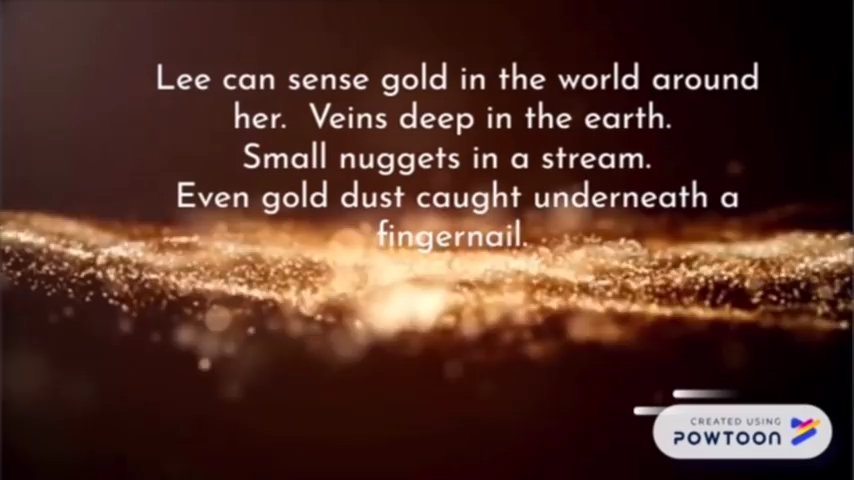 Lee can sense gold in the world around
her.  Veins deep in the earth.
Small nuggets in a stream.
Even gold dust caught underneath a
fingernail.
CREATED USING
POWTOON